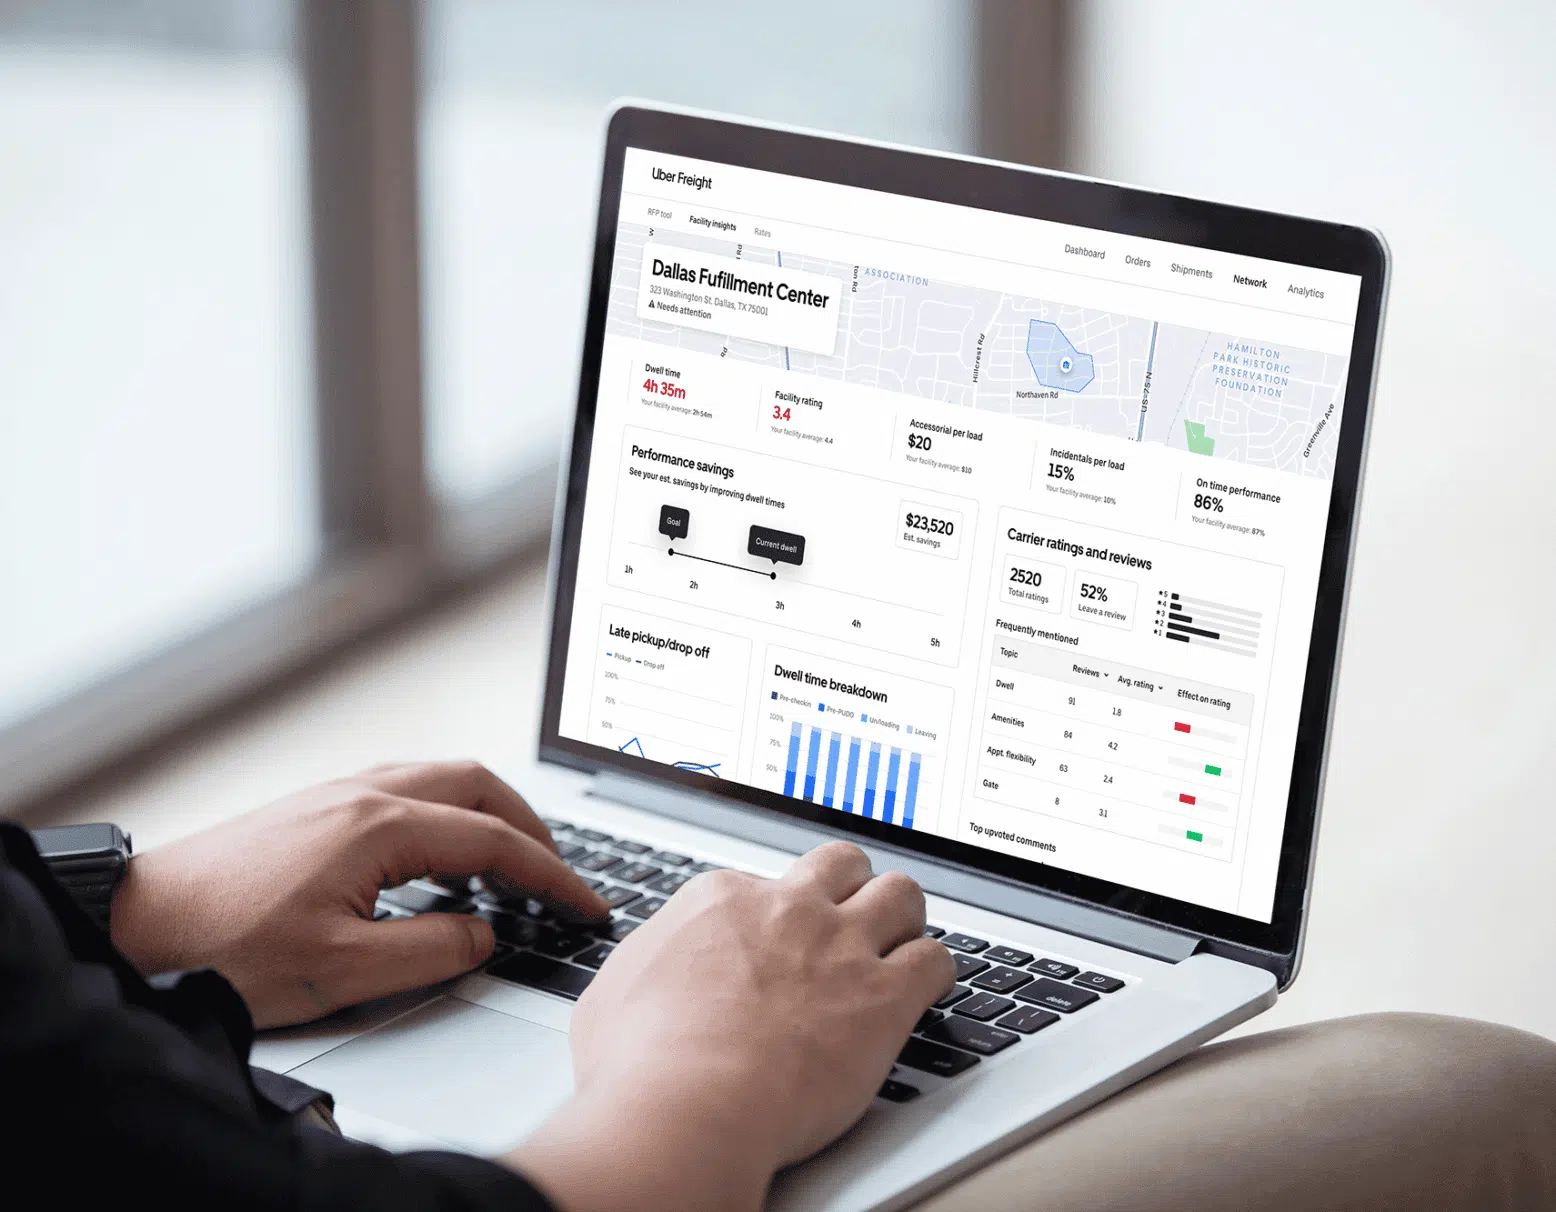 Uber Freight
RFP tool
Facility insights
Rates
Dashboard
Orders
Shipments
Network
Analytics
W
Rd
ton Rd
ASSOCIATION
Dallas Fufillment Center
323 Washington St. Dallas, TX 75001
Needs attention
Rd
Hillcrest Rd
Northaven Rd
US-75 N
HAMILTON
PARK HISTORIC
PRESERVATION
FOUNDATION
Greenville Ave
Dwell time
4h 35m
Your facility average: 2h 54m
Facility rating
3.4
Your facility average: 4.4
Accessorial per load
$20
Your facility average: $10
Incidentals per load
15%
Your facility average: 10%
On time performance
86%
Your facility average: 87%
Performance savings
See your est. savings by improving dwell times
$23,520
Est. savings
Goal
Current dwell
1h
2h
3h
4h
5h
Carrier ratings and reviews
2520
Total ratings
52%
Leave a review
★5
★4
★3
★2
★1
Frequently mentioned
Topic Reviews Avg. rating Effect on rating
Dwell 91 1.8
Amenities 84 4.2
Appt. flexibility 63 2.4
Gate 8 3.1
Top upvoted comments
Late pickup/drop off
Pickup Drop off
100%
75%
50%
Dwell time breakdown
Pre-checkin Pre-PUDO Un/loading Leaving
100%
75%
50%
delete
return
shift